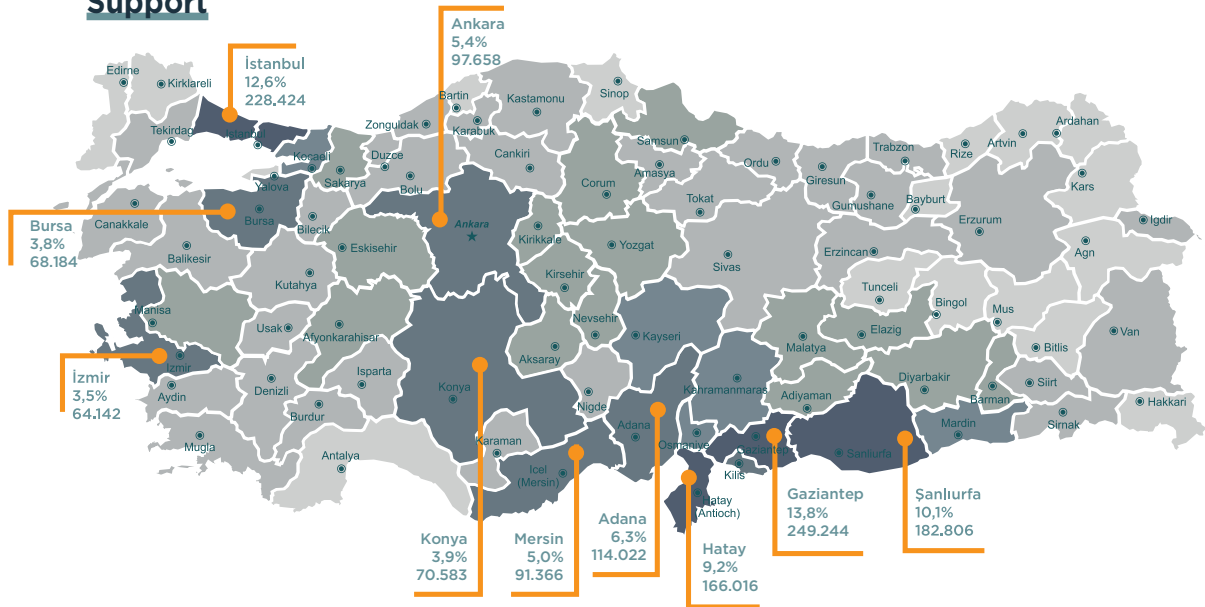 Support
Ankara
5,4%
97.658
İstanbul
12,6%
228.424
Bursa
3,8%
68.184
İzmir
3,5%
64.142
Konya
3,9%
70.583
Mersin
5,0%
91.366
Adana
6,3%
114.022
Hatay
9,2%
166.016
Gaziantep
13,8%
249.244
Şanlıurfa
10,1%
182.806
Edirne
Kirklareli
Tekirdag
Istanbul
Kocaeli
Yalova
Sakarya
Duzce
Bolu
Zonguidak
Bartin
Karabuk
Kastamonu
Cankiri
Sinop
Samsun
Amasya
Corum
Ordu
Tokat
Giresun
Gumushane
Trabzon
Bayburt
Rize
Artvin
Ardahan
Kars
Igdir
Erzurum
Erzincan
Agn
Canakkale
Balikesir
Bursa
Bilecik
Eskisehir
Kutahya
Ankara
Kirikkale
Kirsehir
Yozgat
Sivas
Tunceli
Bingol
Mus
Van
Bitlis
Manisa
Izmir
Usak
Afyonkarahisar
Aksaray
Nevsehir
Kayseri
Malatya
Elazig
Diyarbakir
Barman
Siirt
Hakkari
Sirnak
Mardin
Aydin
Denizli
Isparta
Burdur
Mugla
Antalya
Konya
Karaman
Nigde
Icel
(Mersin)
Adana
Osmaniye
Kahramanmaras
Adiyaman
Gaziantep
Kilis
Sanliurfa
Hatay
(Antioch)